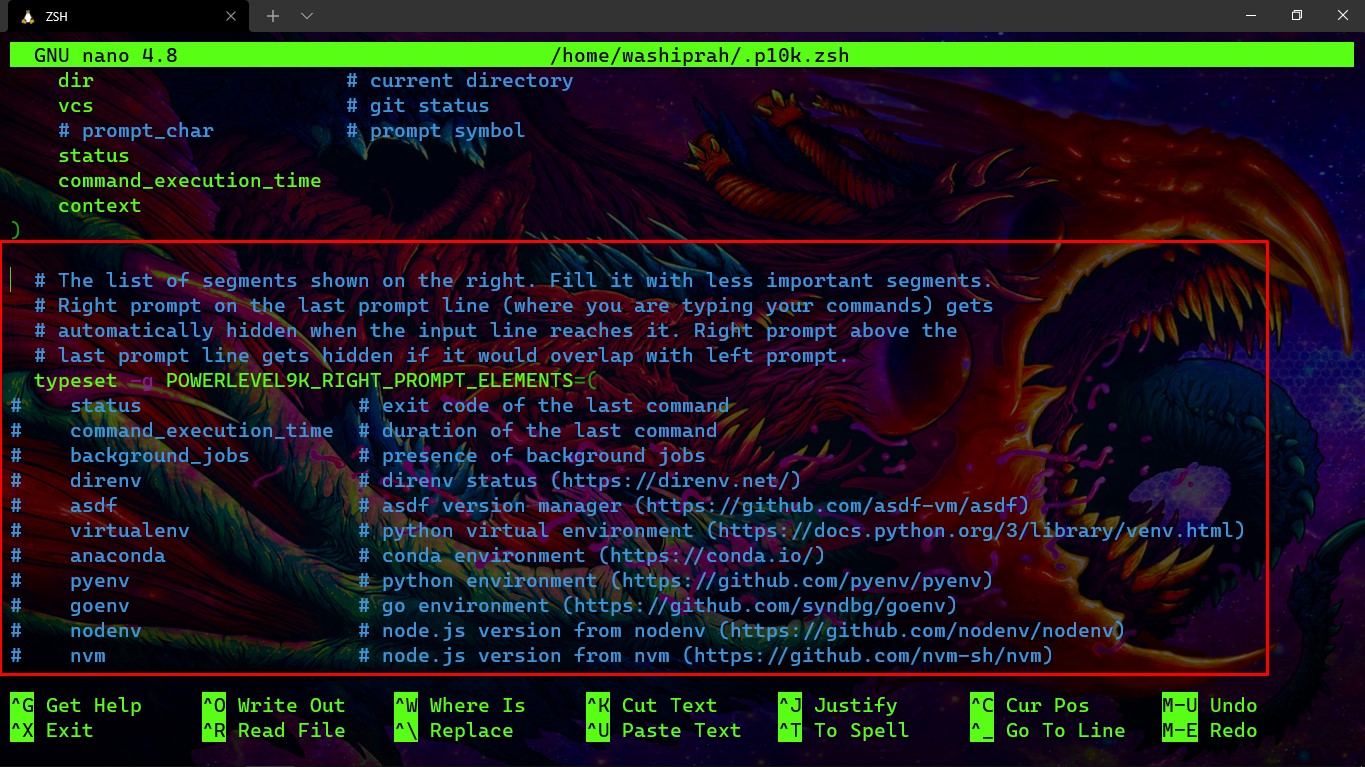 ZSH
GNU nano 4.8 /home/washiprah/.p10k.zsh
dir # current directory
vcs # git status
# prompt_char # prompt symbol
status
command_execution_time
context
)
# The list of segments shown on the right. Fill it with less important segments.
# Right prompt on the last prompt line (where you are typing your commands) gets
# automatically hidden when the input line reaches it. Right prompt above the
# last prompt line gets hidden if it would overlap with left prompt.
typeset -g POWERLEVEL9K_RIGHT_PROMPT_ELEMENTS=(
# status # exit code of the last command
# command_execution_time # duration of the last command
# background_jobs # presence of background jobs
# direnv # direnv status (https://direnv.net/)
# asdf # asdf version manager (https://github.com/asdf-vm/asdf)
# virtualenv # python virtual environment (https://docs.python.org/3/library/venv.html)
# anaconda # conda environment (https://conda.io/)
# pyenv # python environment (https://github.com/pyenv/pyenv)
# goenv # go environment (https://github.com/syndbg/goenv)
# nodenv # node.js version from nodenv (https://github.com/nodenv/nodenv)
# nvm # node.js version from nvm (https://github.com/nvm-sh/nvm)
^G Get Help ^O Write Out ^W Where Is ^K Cut Text ^J Justify ^C Cur Pos M-U Undo
^X Exit ^R Read File ^\ Replace ^U Paste Text ^T To Spell ^_ Go To Line M-E Redo